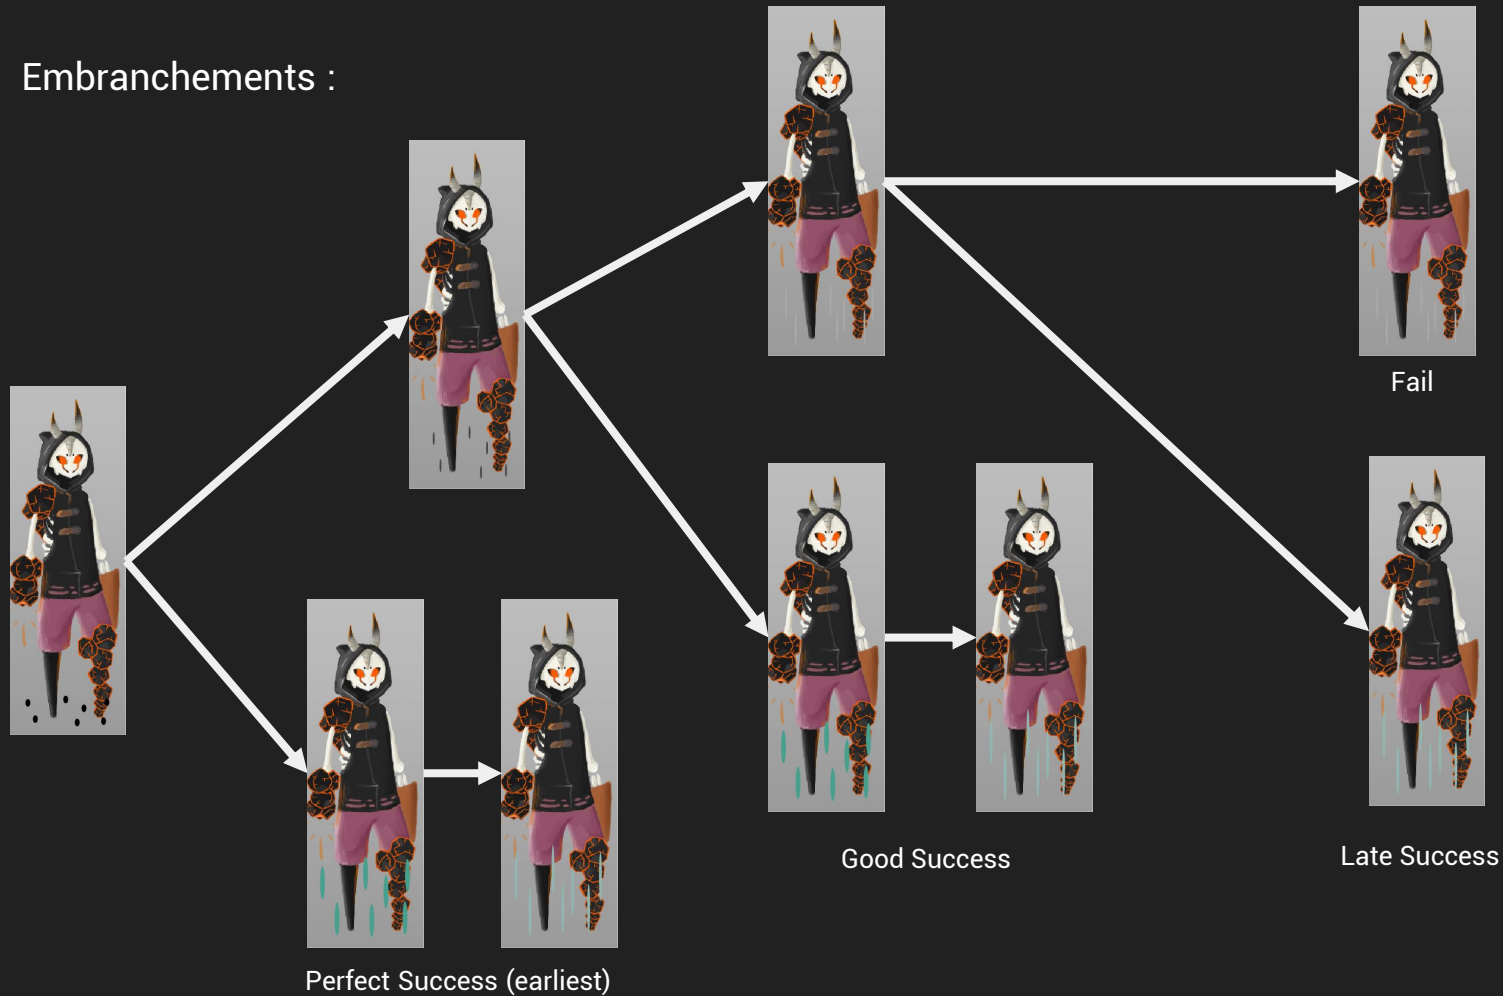 Embranchements :
Fail
Good Success
Late Success
Perfect Success (earliest)